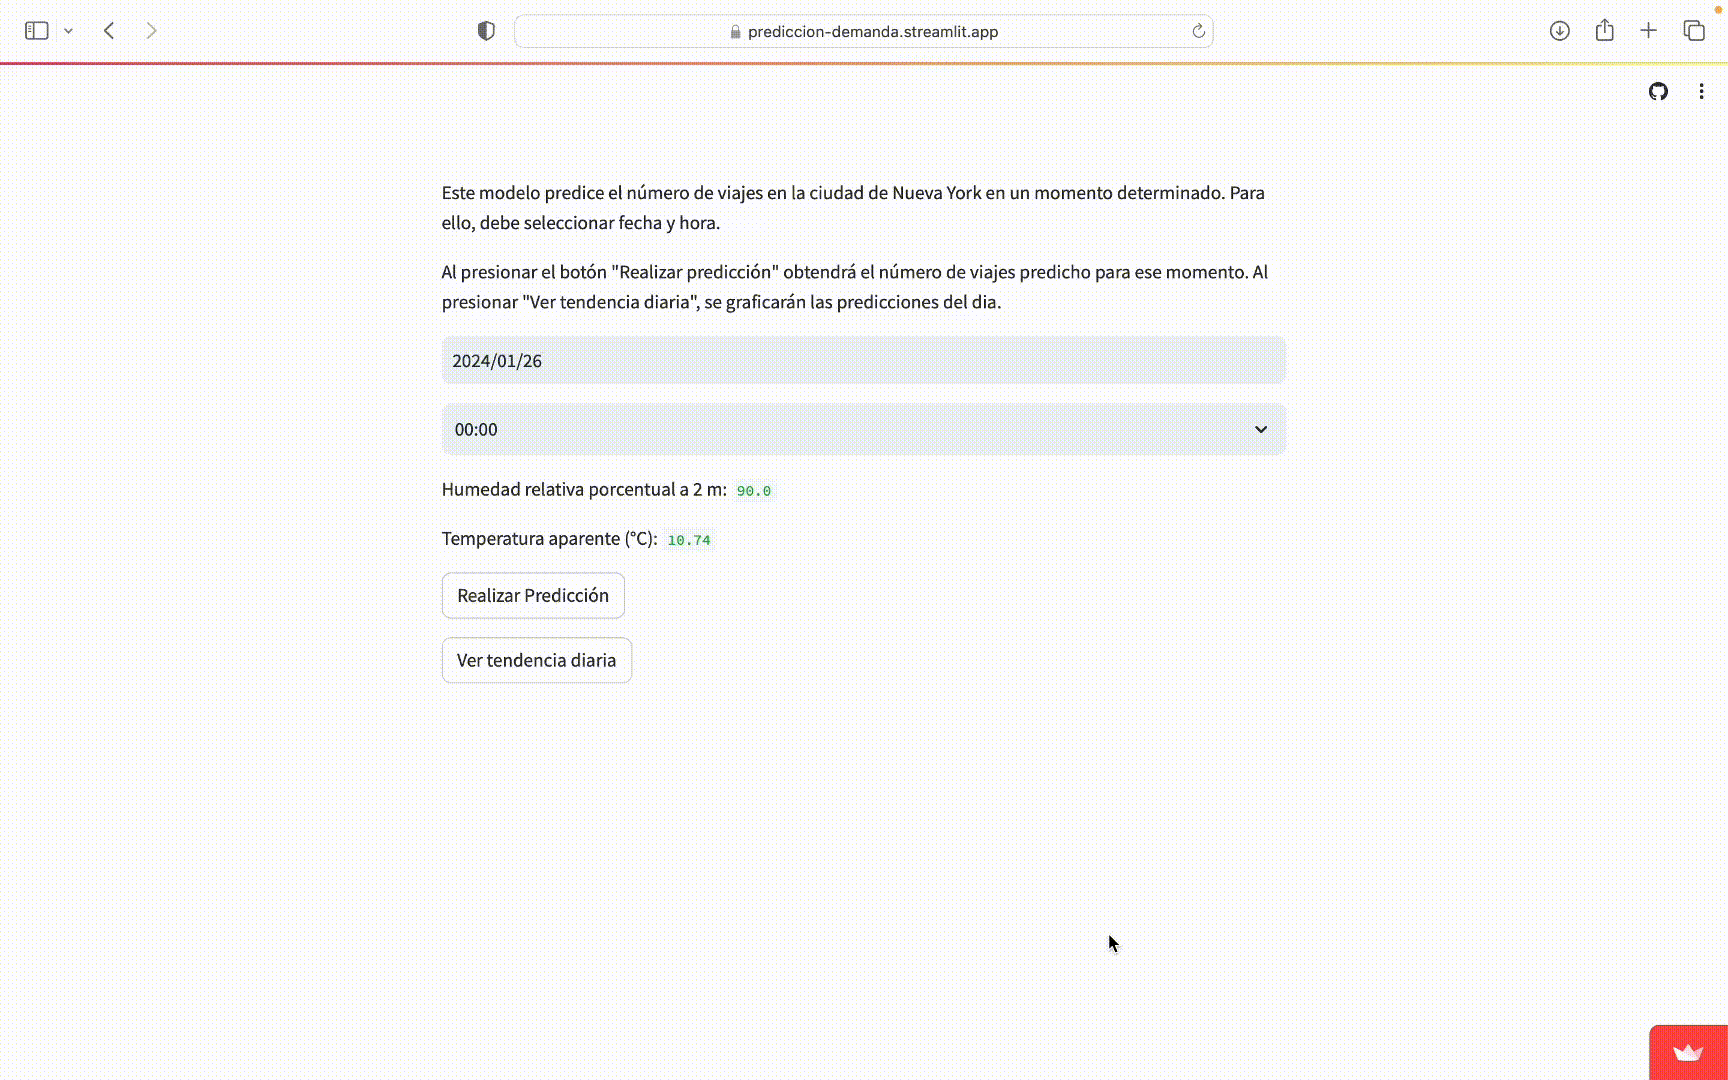 prediccion-demanda.streamlit.app
Este modelo predice el número de viajes en la ciudad de Nueva York en un momento determinado. Para
ello, debe seleccionar fecha y hora.
Al presionar el botón "Realizar predicción" obtendrá el número de viajes predicho para ese momento. Al
presionar "Ver tendencia diaria", se graficarán las predicciones del dia.
2024/01/26
00:00
Humedad relativa porcentual a 2 m: 90.0
Temperatura aparente (°C): 10.74
Realizar Predicción
Ver tendencia diaria